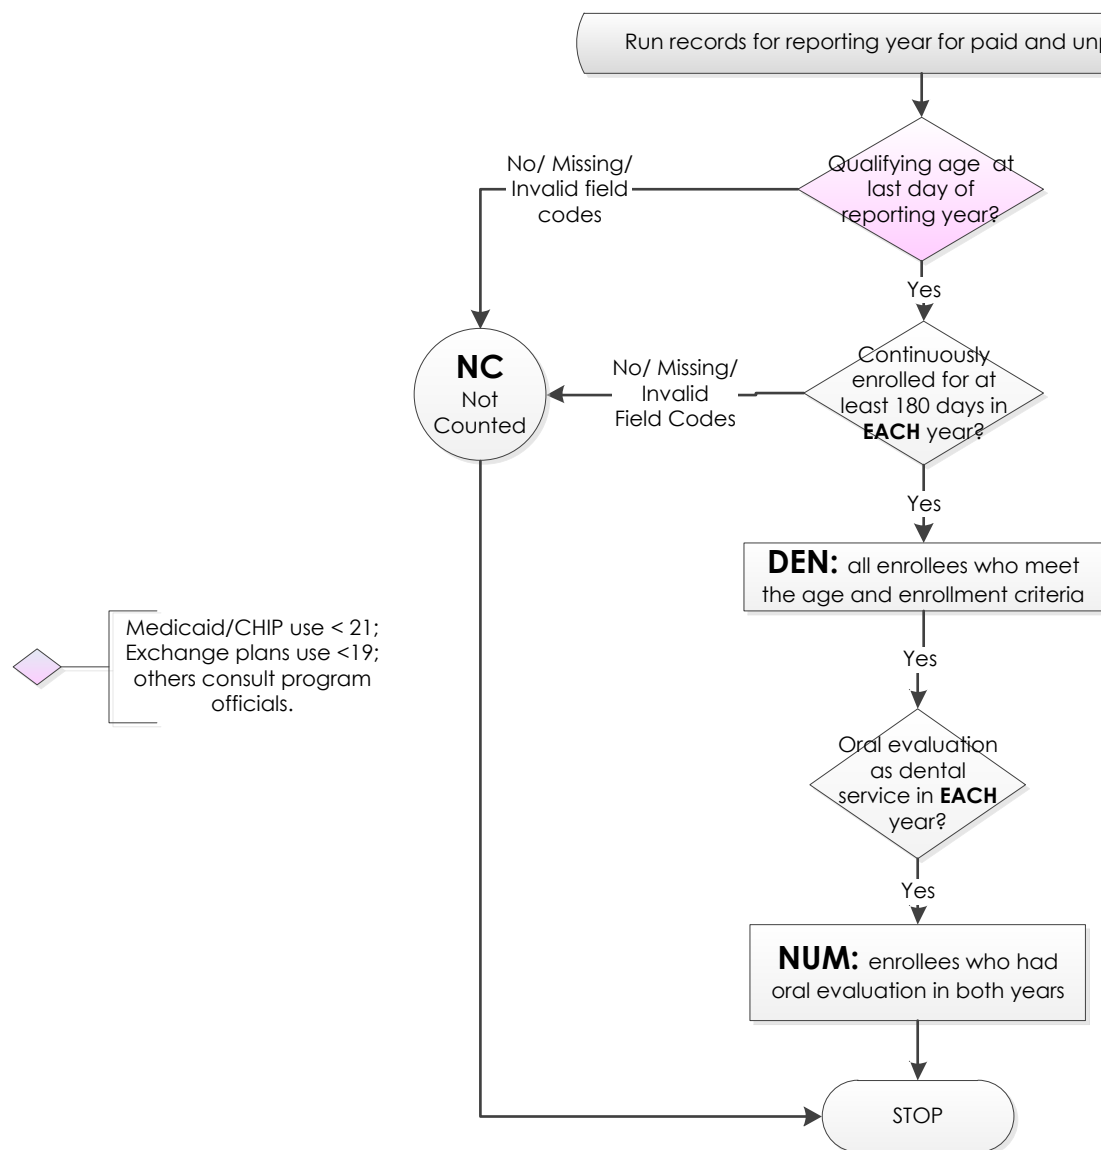 Run records for reporting year for paid and
Qualifying age at
last day of
reporting year?
No/ Missing/
Invalid field
codes
Yes
Continuously
enrolled for at
least 180 days in
EACH year?
No/ Missing/
Invalid
Field Codes
NC
Not
Counted
Yes
DEN: all enrollees who meet
the age and enrollment criteria
Medicaid/CHIP use < 21;
Exchange plans use <19;
others consult program
officials.
Yes
Oral evaluation
as dental
service in EACH
year?
Yes
NUM: enrollees who had
oral evaluation in both years
STOP